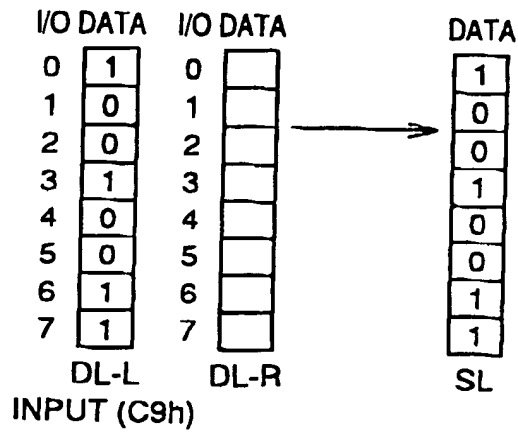 I/O DATA I/O DATA DATA
0 1 0 1
1 0 1 0
2 0 2 0
3 1 3 1
4 0 4 0
5 0 5 0
6 1 6 1
7 1 7 1
DL-L DL-R SL
INPUT (C9h)